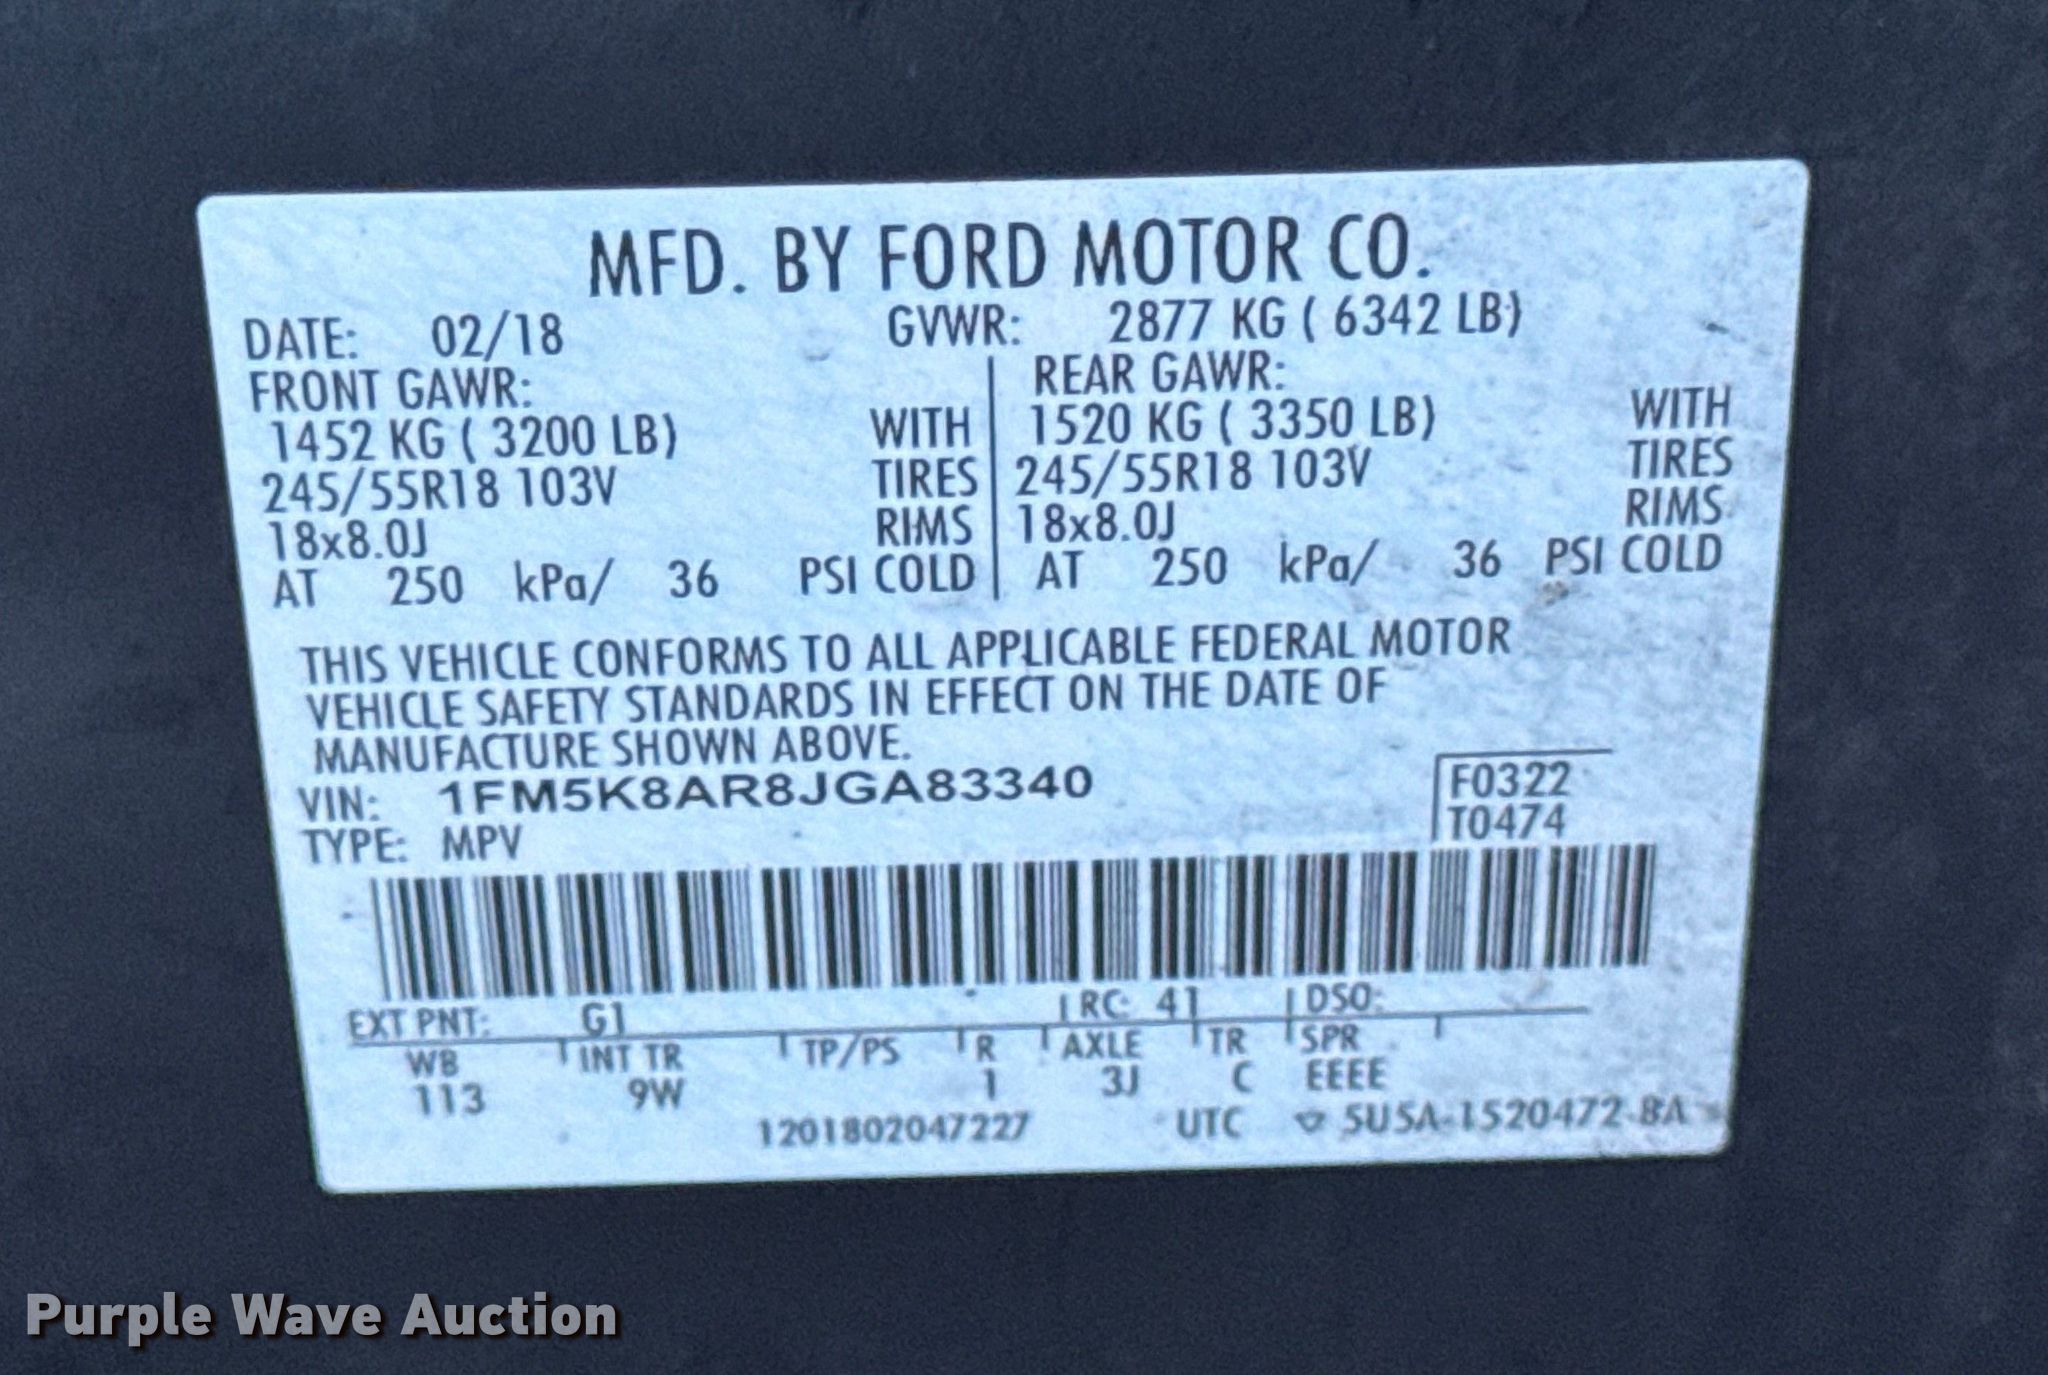 MFD. BY FORD MOTOR CO.
DATE: 02/18 GVWR: 2877 KG ( 6342 LB)
FRONT GAWR: REAR GAWR:
1452 KG ( 3200 LB) WITH 1520 KG ( 3350 LB) WITH
245/55R18 103V TIRES 245/55R18 103V TIRES
18x8.0J RIMS 18x8.0J RIMS
AT 250 kPa/ 36 PSI COLD AT 250 kPa/ 36 PSI COLD
THIS VEHICLE CONFORMS TO ALL APPLICABLE FEDERAL MOTOR
VEHICLE SAFETY STANDARDS IN EFFECT ON THE DATE OF
MANUFACTURE SHOWN ABOVE.
VIN: 1FM5K8AR8JGA83340 F0322
TYPE: MPV T0474
EXT PNT: G1 RC: 41 DSO:
WB INT TR TP/PS R AXLE TR SPR
113 9W 1 3J C EEEE
1201802047227 UTC ▽ 5U5A-1520472-BA
Purple Wave Auction